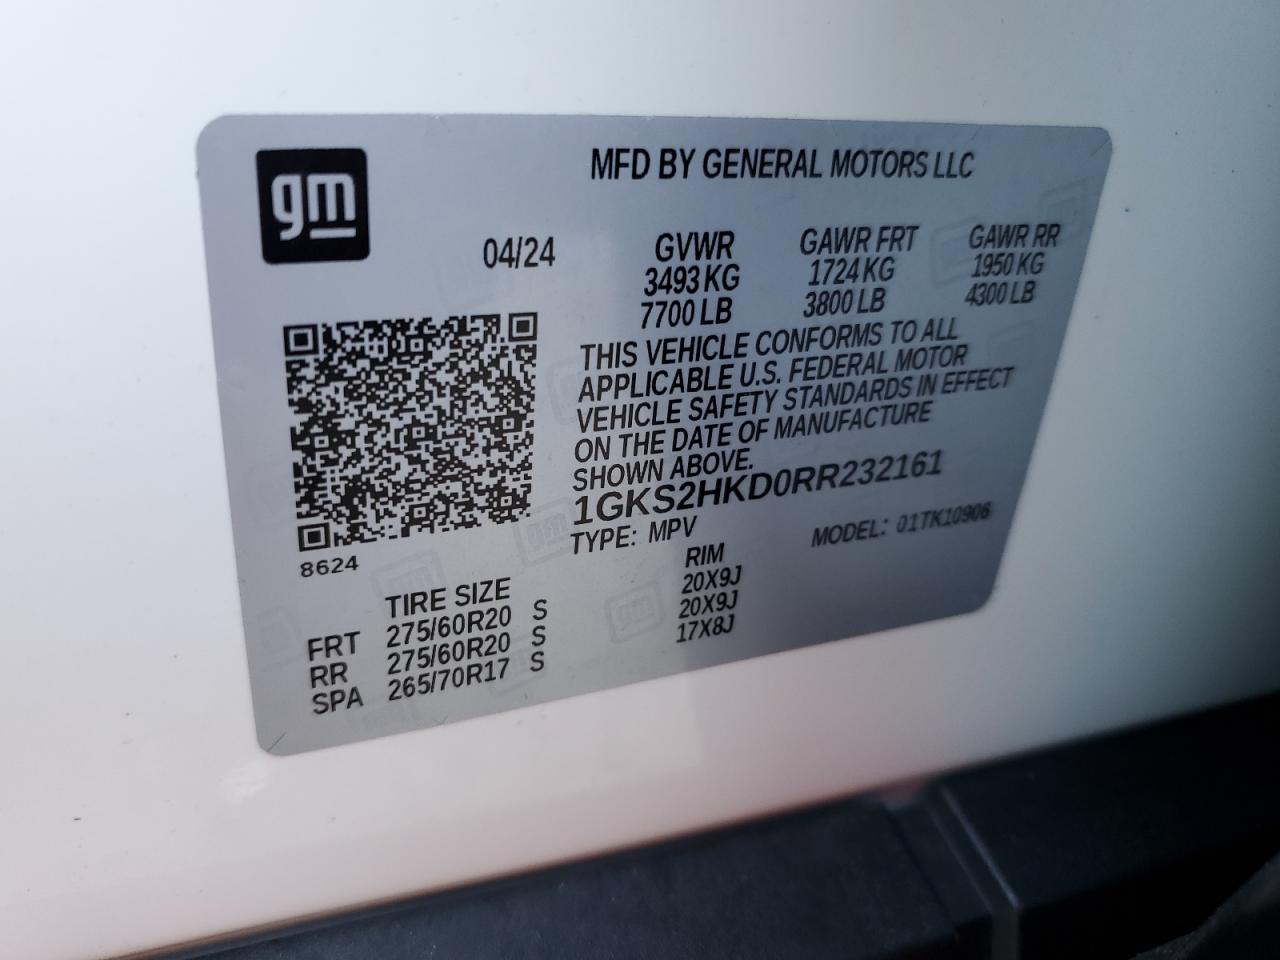 gm
MFD BY GENERAL MOTORS LLC
04/24
GVWR GAWR FRT GAWR RR
3493 KG 1724 KG 1950 KG
7700 LB 3800 LB 4300 LB
THIS VEHICLE CONFORMS TO ALL
APPLICABLE U.S. FEDERAL MOTOR
VEHICLE SAFETY STANDARDS IN EFFECT
ON THE DATE OF MANUFACTURE
SHOWN ABOVE.
1GKS2HKD0RR232161
TYPE: MPV MODEL: 01TK10906
8624
TIRE SIZE RIM
FRT 275/60R20 S 20X9J
RR 275/60R20 S 20X9J
SPA 265/70R17 S 17X8J